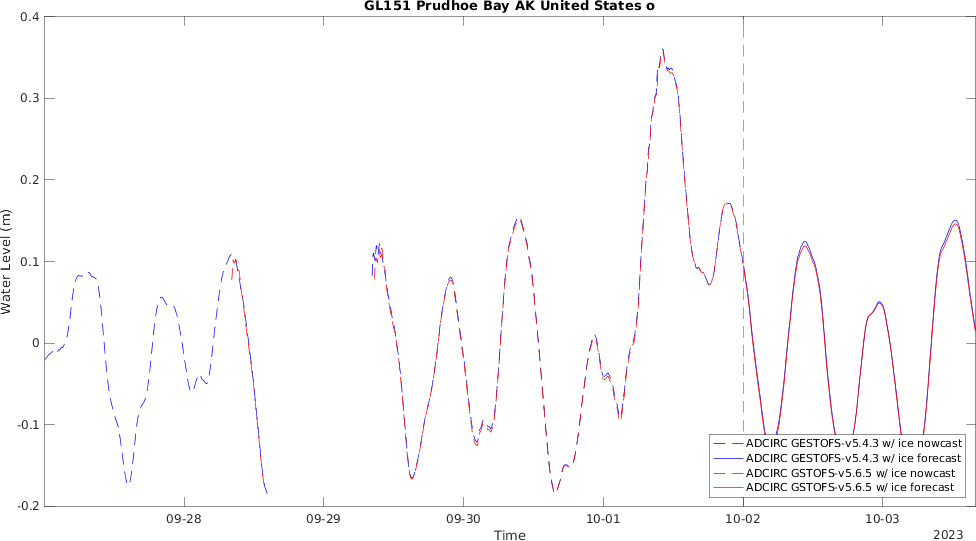 GL151 Prudhoe Bay AK United States o
0.4
0.3
0.2
0.1
0
-0.1
-0.2
Water Level (m)
09-28
09-29
09-30
10-01
10-02
10-03
Time
2023
ADCIRC GESTOFS-v5.4.3 w/ ice nowcast
ADCIRC GESTOFS-v5.4.3 w/ ice forecast
ADCIRC GSTOFS-v5.6.5 w/ ice nowcast
ADCIRC GSTOFS-v5.6.5 w/ ice forecast